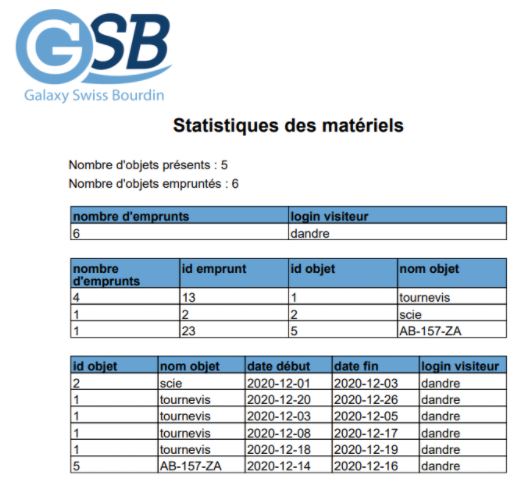 GSB
Galaxy Swiss Bourdin
Statistiques des matériels
Nombre d'objets présents : 5
Nombre d'objets empruntés : 6
nombre d'emprunts login visiteur
6 dandre
nombre d'emprunts id emprunt id objet nom objet
4 13 1 tournevis
1 2 2 scie
1 23 5 AB-157-ZA
id objet nom objet date début date fin login visiteur
2 scie 2020-12-01 2020-12-03 dandre
1 tournevis 2020-12-20 2020-12-26 dandre
1 tournevis 2020-12-03 2020-12-05 dandre
1 tournevis 2020-12-08 2020-12-17 dandre
1 tournevis 2020-12-18 2020-12-19 dandre
5 AB-157-ZA 2020-12-14 2020-12-16 dandre